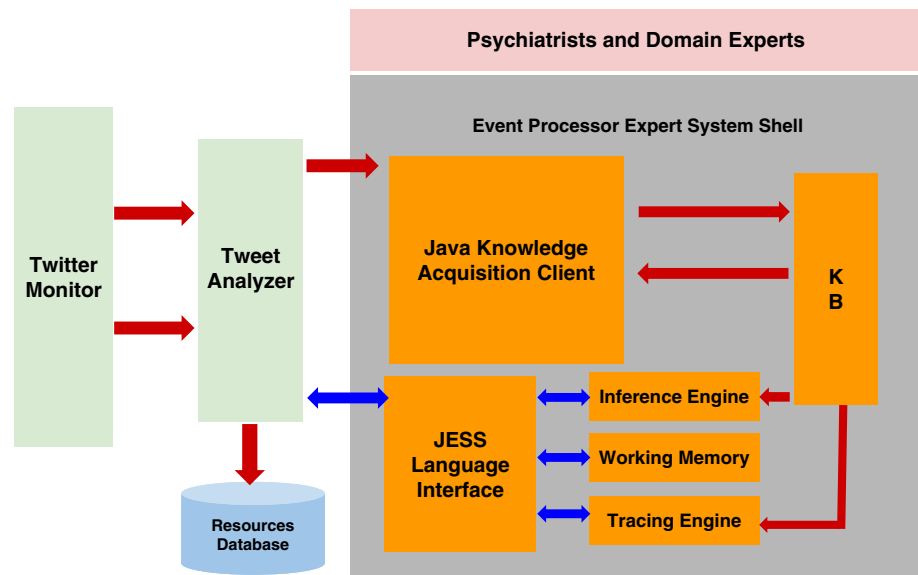 Psychiatrists and Domain Experts
Event Processor Expert System Shell
Twitter
Monitor
Tweet
Analyzer
Java Knowledge
Acquisition Client
K
B
JESS
Language
Interface
Inference Engine
Working Memory
Tracing Engine
Resources
Database